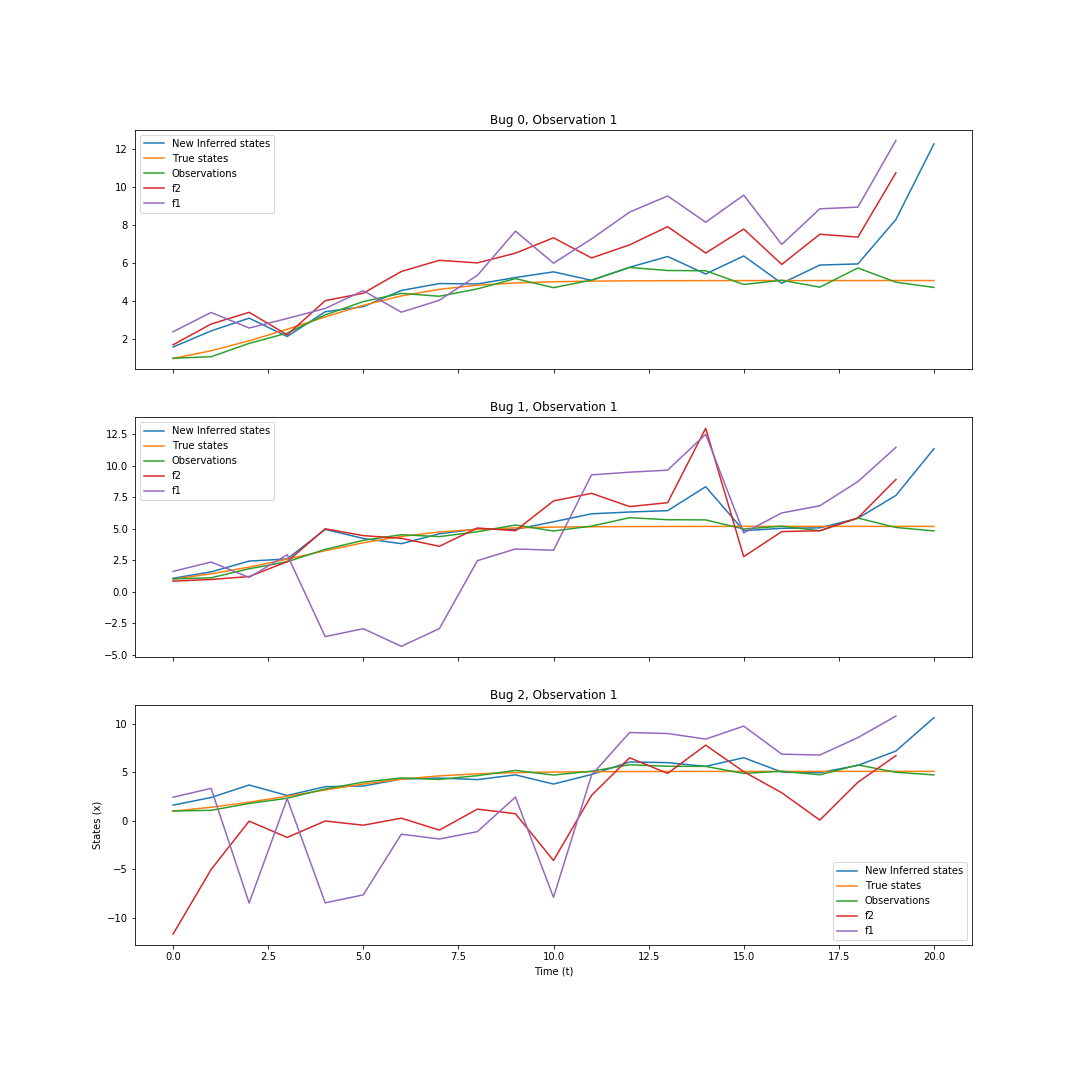 Bug 0, Observation 1
New Inferred states
True states
Observations
f2
f1
12
10
8
6
4
2
Bug 1, Observation 1
New Inferred states
True states
Observations
f2
f1
12.5
10.0
7.5
5.0
2.5
0.0
−2.5
−5.0
Bug 2, Observation 1
10
5
0
−5
−10
States (x)
New Inferred states
True states
Observations
f2
f1
0.0 2.5 5.0 7.5 10.0 12.5 15.0 17.5 20.0
Time (t)